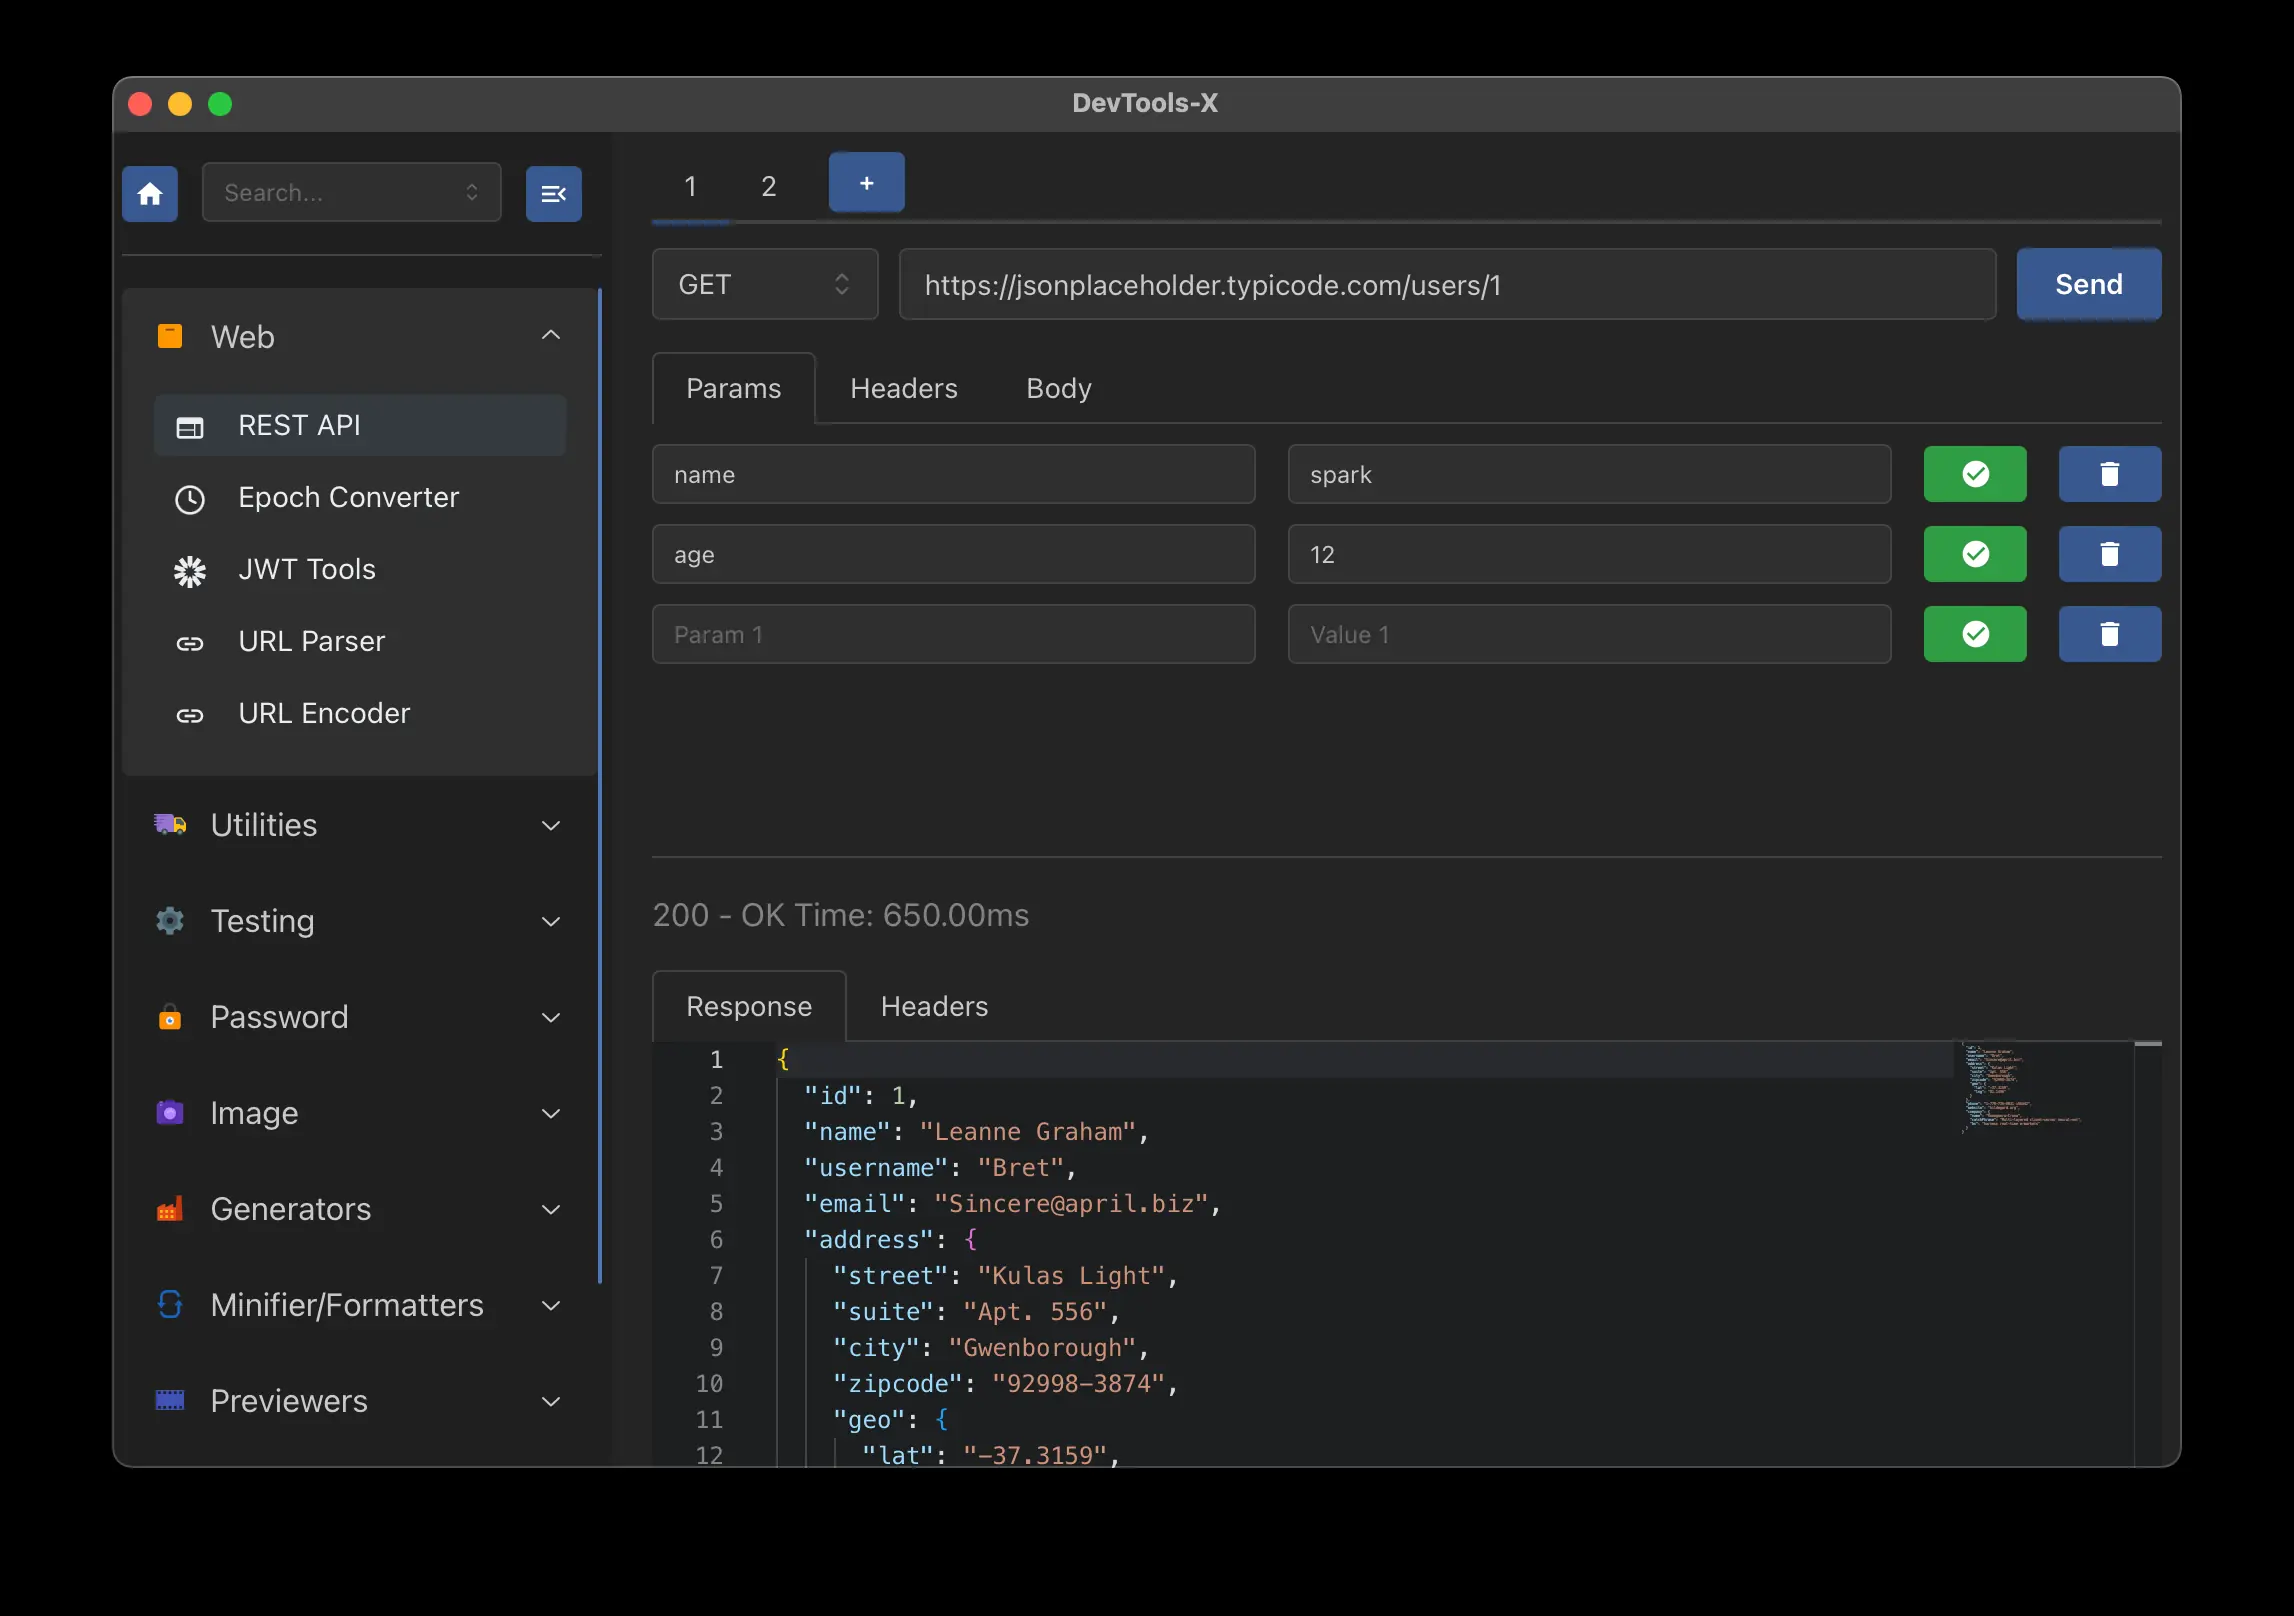 DevTools-X
Search...
Web
REST API
Epoch Converter
JWT Tools
URL Parser
URL Encoder
Utilities
Testing
Password
Image
Generators
Minifier/Formatters
Previewers
1 2 +
GET https://jsonplaceholder.typicode.com/users/1 Send
Params Headers Body
name spark
age 12
Param 1 Value 1
200 - OK Time: 650.00ms
Response Headers
1 {
2 "id": 1,
3 "name": "Leanne Graham",
4 "username": "Bret",
5 "email": "Sincere@april.biz",
6 "address": {
7 "street": "Kulas Light",
8 "suite": "Apt. 556",
9 "city": "Gwenborough",
10 "zipcode": "92998-3874",
11 "geo": {
12 "lat": "-37.3159",